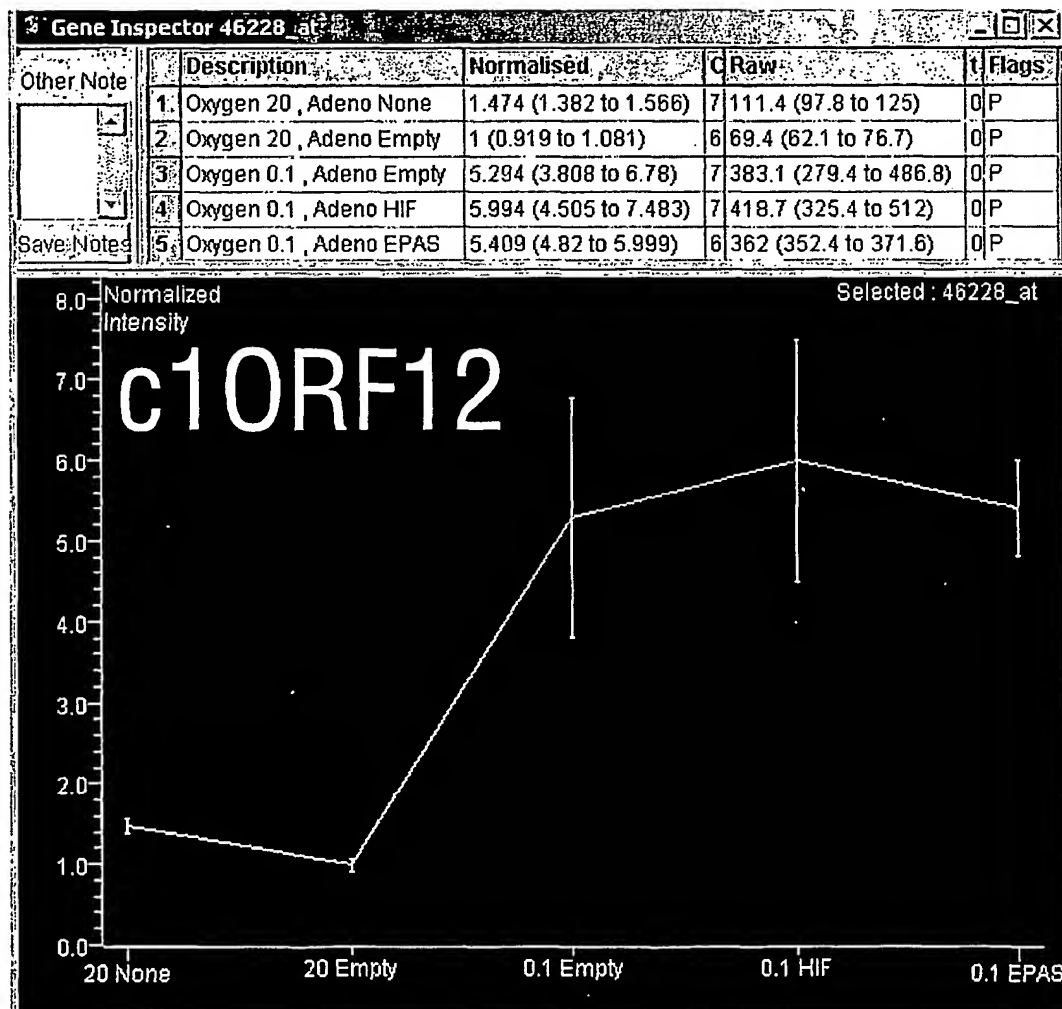 Gene Inspector 46228_at
Other Note
Save Notes
Description Normalised C Raw t Flags
1 Oxygen 20 , Adeno None 1.474 (1.382 to 1.566) 7 111.4 (97.8 to 125) 0 P
2 Oxygen 20 , Adeno Empty 1 (0.919 to 1.081) 6 69.4 (62.1 to 76.7) 0 P
3 Oxygen 0.1 , Adeno Empty 5.294 (3.808 to 6.78) 7 383.1 (279.4 to 486.8) 0 P
4 Oxygen 0.1 , Adeno HIF 5.994 (4.505 to 7.483) 7 418.7 (325.4 to 512) 0 P
5 Oxygen 0.1 , Adeno EPAS 5.409 (4.82 to 5.999) 6 362 (352.4 to 371.6) 0 P
Normalized
Intensity
Selected : 46228_at
c1ORF12
8.0
7.0
6.0
5.0
4.0
3.0
2.0
1.0
0.0
20 None 20 Empty 0.1 Empty 0.1 HIF 0.1 EPAS